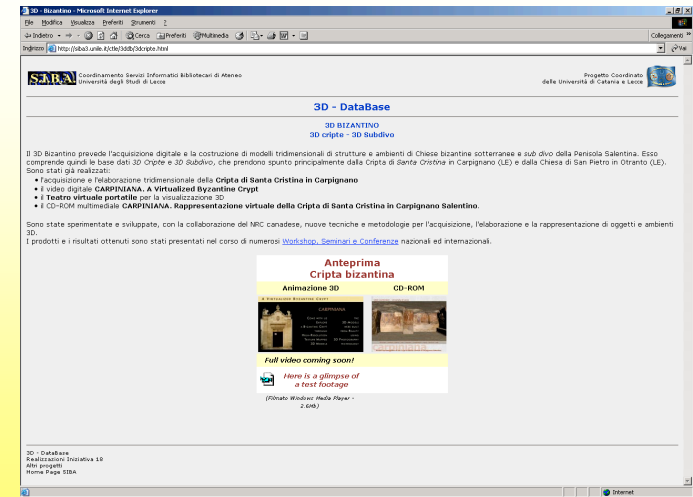 3D - Bizantino - Microsoft Internet Explorer
File Modifica Visualizza Preferiti Strumenti ?
Indietro Cerca Preferiti Multimedia Collegamenti »
Indirizzo http://siba3.unile.it/ctle/3ddb/3dcripte.html Vai
S.I.B.A. Coordinamento Servizi Informatici Bibliotecari di Ateneo
Università degli Studi di Lecce
Progetto Coordinato
delle Università di Catania e Lecce
3D - DataBase
3D BIZANTINO
3D cripte - 3D Subdivo
Il 3D Bizantino prevede l'acquisizione digitale e la costruzione di modelli tridimensionali di strutture e ambienti di Chiese bizantine sotterranee e sub divo della Penisola Salentina. Esso
comprende quindi le base dati 3D Cripte e 3D Subdivo, che prendono spunto principalmente dalla Cripta di Santa Cristina in Carpignano (LE) e dalla Chiesa di San Pietro in Otranto (LE).
Sono stati già realizzati:
• l'acquisizione e l'elaborazione tridimensionale della Cripta di Santa Cristina in Carpignano
• il video digitale CARPINIANA. A Virtualized Byzantine Crypt
• il Teatro virtuale portatile per la visualizzazione 3D
• il CD-ROM multimediale CARPINIANA. Rappresentazione virtuale della Cripta di Santa Cristina in Carpignano Salentino.
Sono state sperimentate e sviluppate, con la collaborazione del NRC canadese, nuove tecniche e metodologie per l'acquisizione, l'elaborazione e la rappresentazione di oggetti e ambienti
3D.
I prodotti e i risultati ottenuti sono stati presentati nel corso di numerosi Workshop, Seminari e Conferenze nazionali ed internazionali.
Anteprima
Cripta bizantina
Animazione 3D CD-ROM
A Virtualized Byzantine Crypt
CARPINIANA
carpiniana
Full video coming soon!
Here is a glimpse of
a test footage
(Filmato Windows Media Player -
2.6Mb)
3D - DataBase
Realizzazioni Iniziativa 18
Altri progetti
Home Page SIBA
Internet